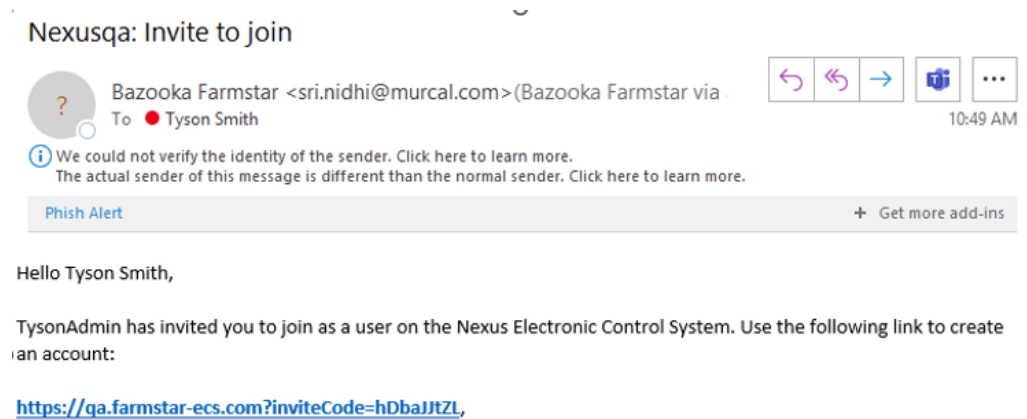 Nexusqa: Invite to join
?
Bazooka Farmstar <sri.nidhi@murcal.com>(Bazooka Farmstar via
To Tyson Smith
10:49 AM
We could not verify the identity of the sender. Click here to learn more.
The actual sender of this message is different than the normal sender. Click here to learn more.
Phish Alert
+ Get more add-ins
Hello Tyson Smith,
TysonAdmin has invited you to join as a user on the Nexus Electronic Control System. Use the following link to create
an account:
https://qa.farmstar-ecs.com?inviteCode=hDbaJJtZL,